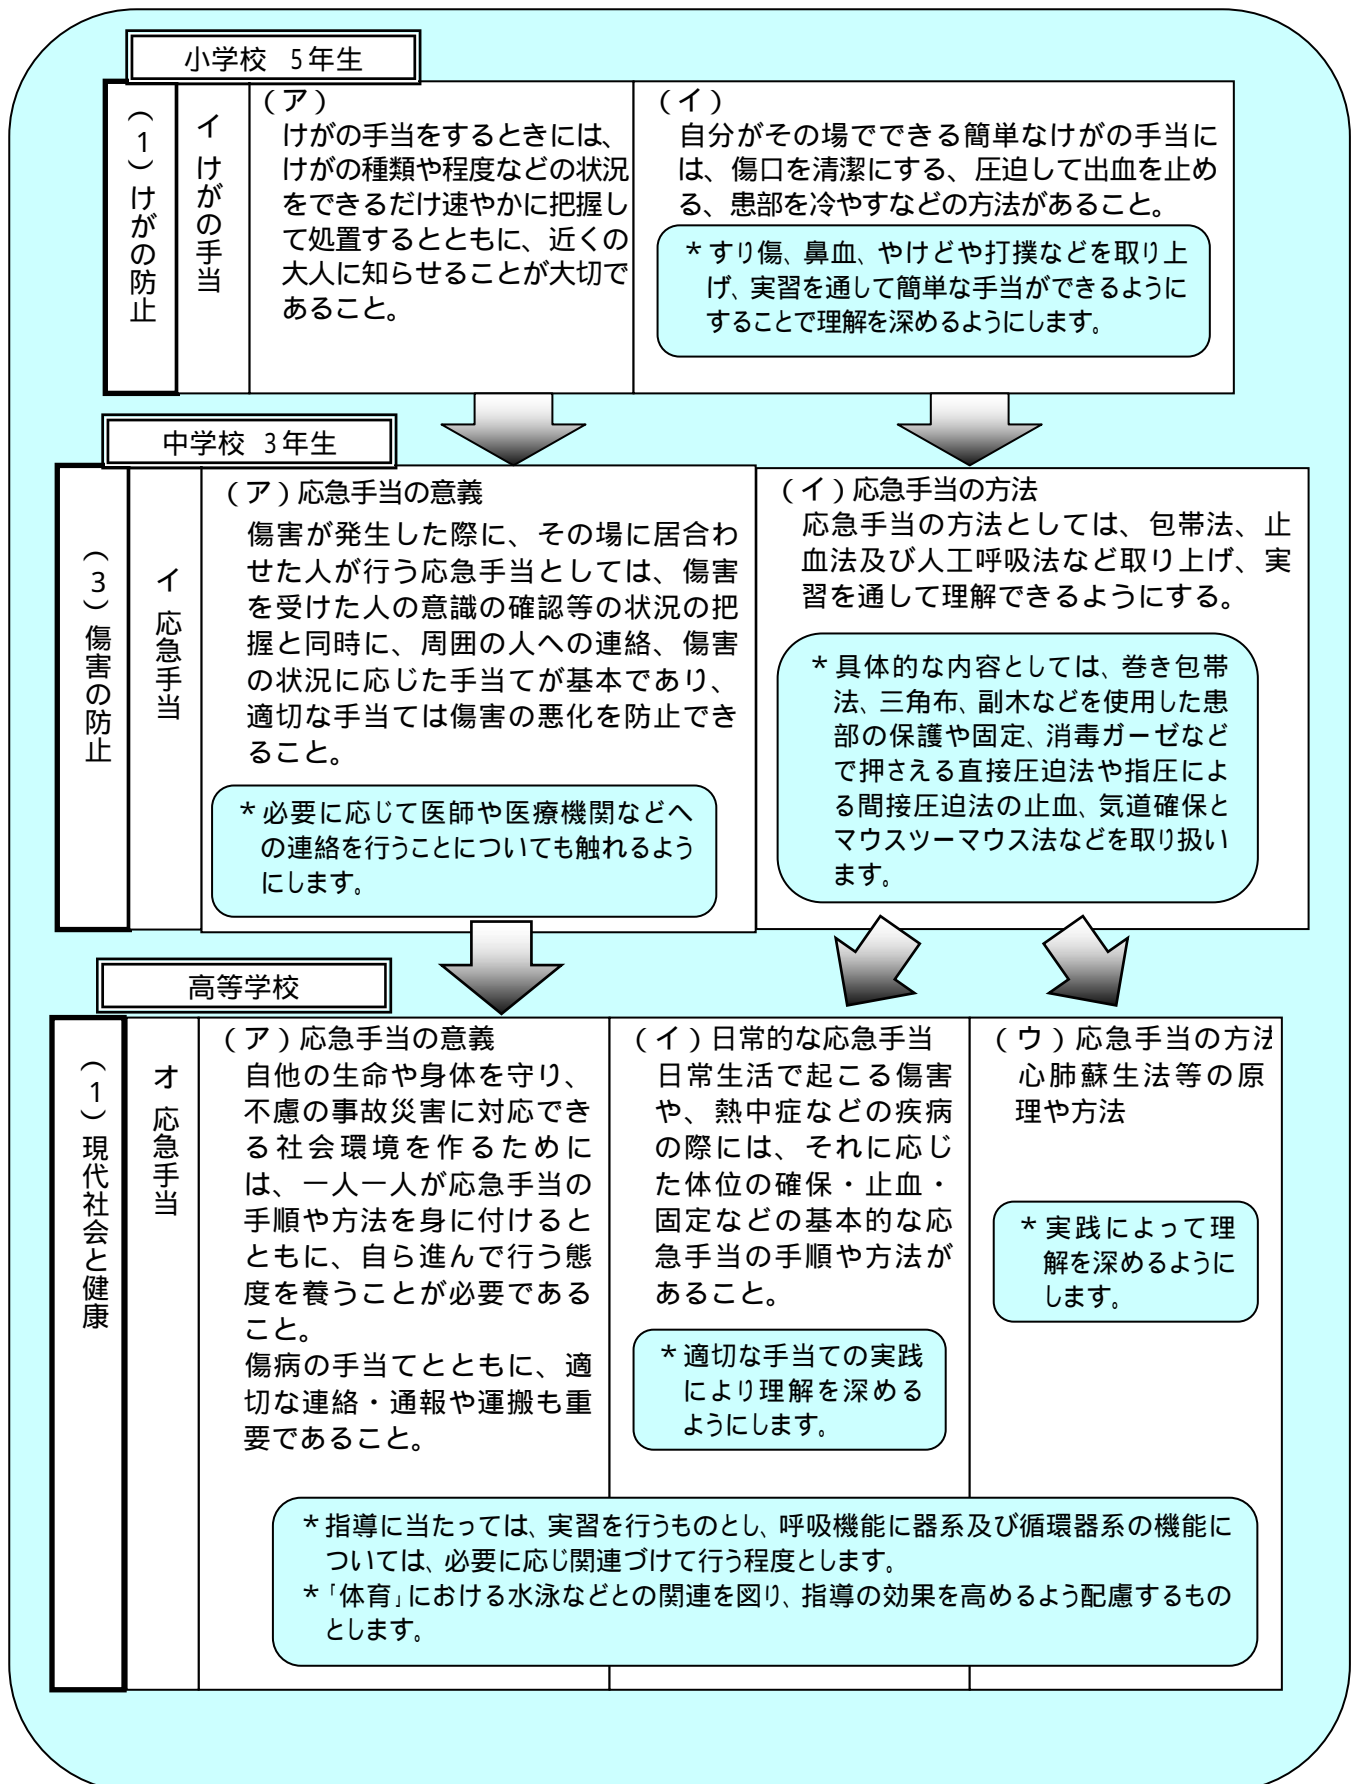 小学校 5年生
(1)けがの防止
イ けがの手当
(ア)
けがの手当をするときには、
けがの種類や程度などの状況
をできるだけ速やかに把握し
て処置するとともに、近くの
大人に知らせることが大切で
あること。
(イ)
自分がその場でできる簡単なけがの手当に
は、傷口を清潔にする、圧迫して出血を止め
る、患部を冷やすなどの方法があること。
*すり傷、鼻血、やけどや打撲などを取り上
げ、実習を通して簡単な手当ができるように
することで理解を深めるようにします。
中学校 3年生
(3)傷害の防止
イ 応急手当
(ア)応急手当の意義
傷害が発生した際に、その場に居合わ
せた人が行う応急手当としては、傷害
を受けた人の意識の確認等の状況の把
握と同時に、周囲の人への連絡、傷害
の状況に応じた手当てが基本であり、
適切な手当ては傷害の悪化を防止でき
ること。
*必要に応じて医師や医療機関などへ
の連絡を行うことについても触れるよう
にします。
(イ)応急手当の方法
応急手当の方法としては、包帯法、止
血法及び人工呼吸法など取り上げ、実
習を通して理解できるようにする。
*具体的な内容としては、巻き包帯
法、三角布、副木などを使用した患
部の保護や固定、消毒ガーゼなど
で押さえる直接圧迫法や指圧によ
る間接圧迫法の止血、気道確保と
マウスツーマウス法などを取り扱い
ます。
高等学校
(1)現代社会と健康
オ 応急手当
(ア)応急手当の意義
自他の生命や身体を守り、
不慮の事故災害に対応でき
る社会環境を作るために
は、一人一人が応急手当の
手順や方法を身に付けると
ともに、自ら進んで行う態
度を養うことが必要である
こと。
傷病の手当てとともに、適
切な連絡・通報や運搬も重
要であること。
(イ)日常的な応急手当
日常生活で起こる傷害
や、熱中症などの疾病
の際には、それに応じ
た体位の確保・止血・
固定などの基本的な応
急手当の手順や方法が
あること。
*適切な手当ての実践
により理解を深める
ようにします。
(ウ)応急手当の方法
心肺蘇生法等の原
理や方法
*実践によって理
解を深めるように
します。
*指導に当たっては、実習を行うものとし、呼吸機能に器系及び循環器系の機能に
ついては、必要に応じ関連づけて行う程度とします。
*「体育」における水泳などとの関連を図り、指導の効果を高めるよう配慮するもの
とします。